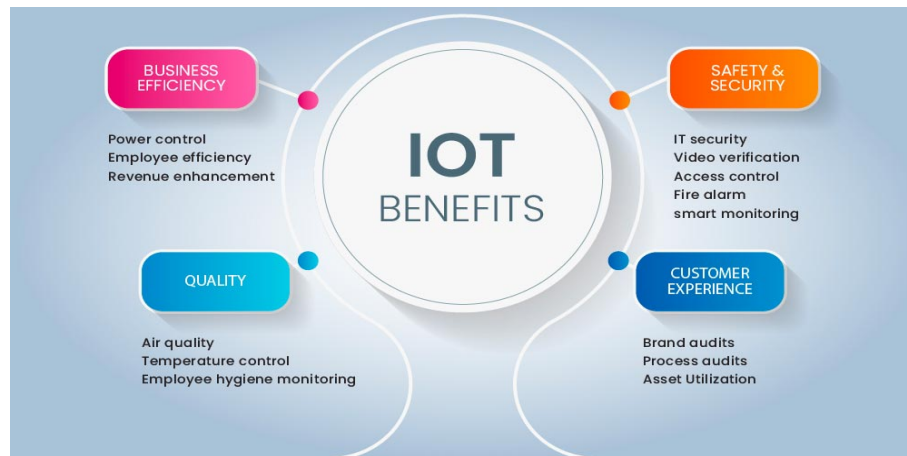 BUSINESS
EFFICIENCY
Power control
Employee efficiency
Revenue enhancement
IOT
BENEFITS
SAFETY &
SECURITY
IT security
Video verification
Access control
Fire alarm
smart monitoring
QUALITY
Air quality
Temperature control
Employee hygiene monitoring
CUSTOMER
EXPERIENCE
Brand audits
Process audits
Asset Utilization